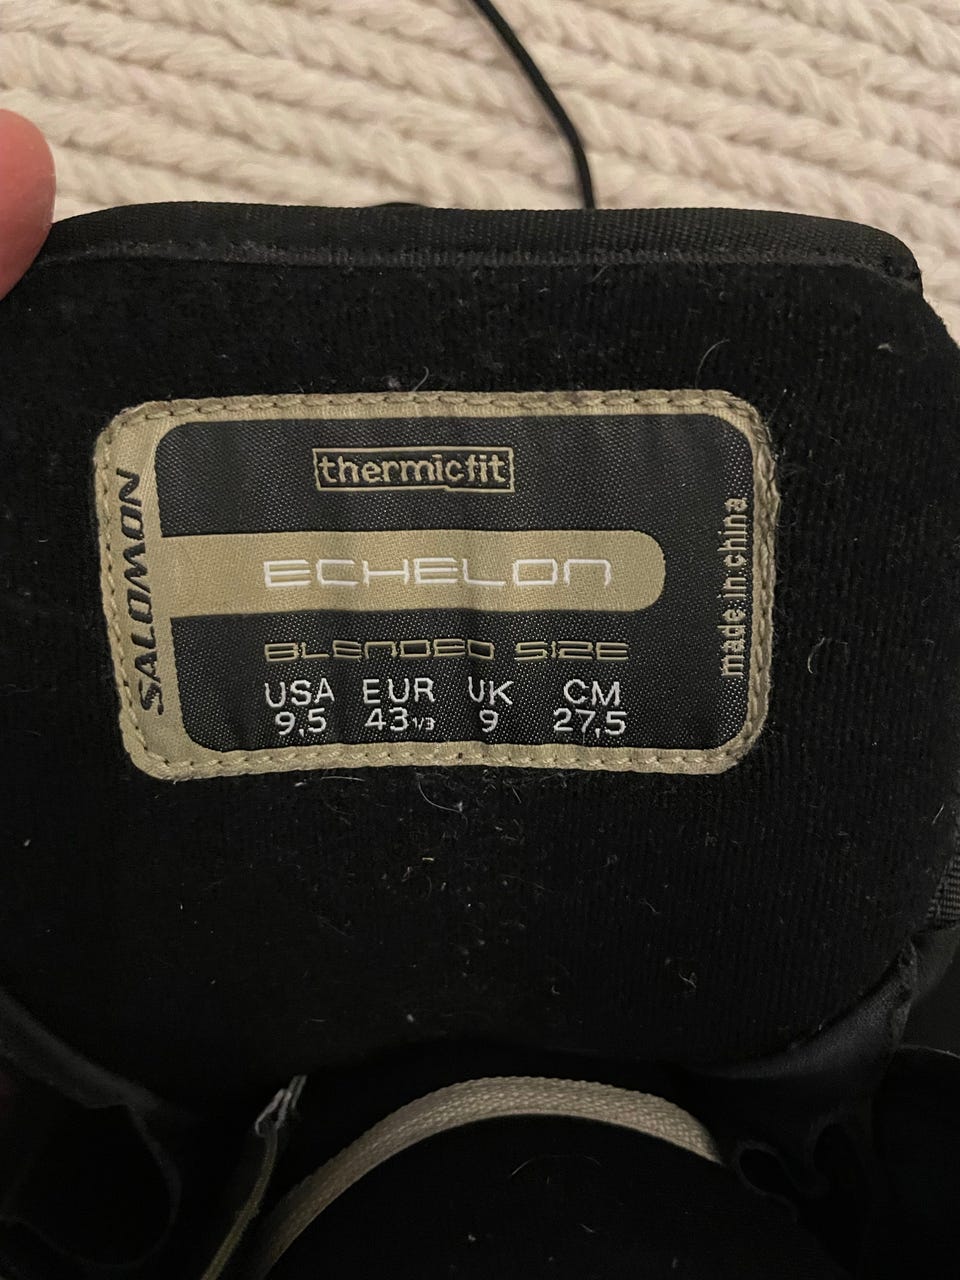 thermicfit
SALOMON
ECHELON
made in china
BLENDED SIZE
USA EUR UK CM
9,5 43 1/3 9 27,5